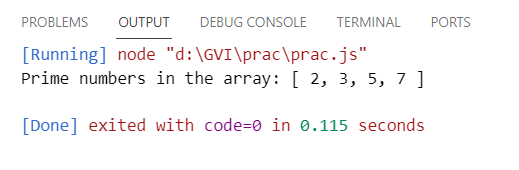 PROBLEMS OUTPUT DEBUG CONSOLE TERMINAL PORTS
[Running] node "d:\GVI\prac\prac.js"
Prime numbers in the array: [ 2, 3, 5, 7 ]
[Done] exited with code=0 in 0.115 seconds